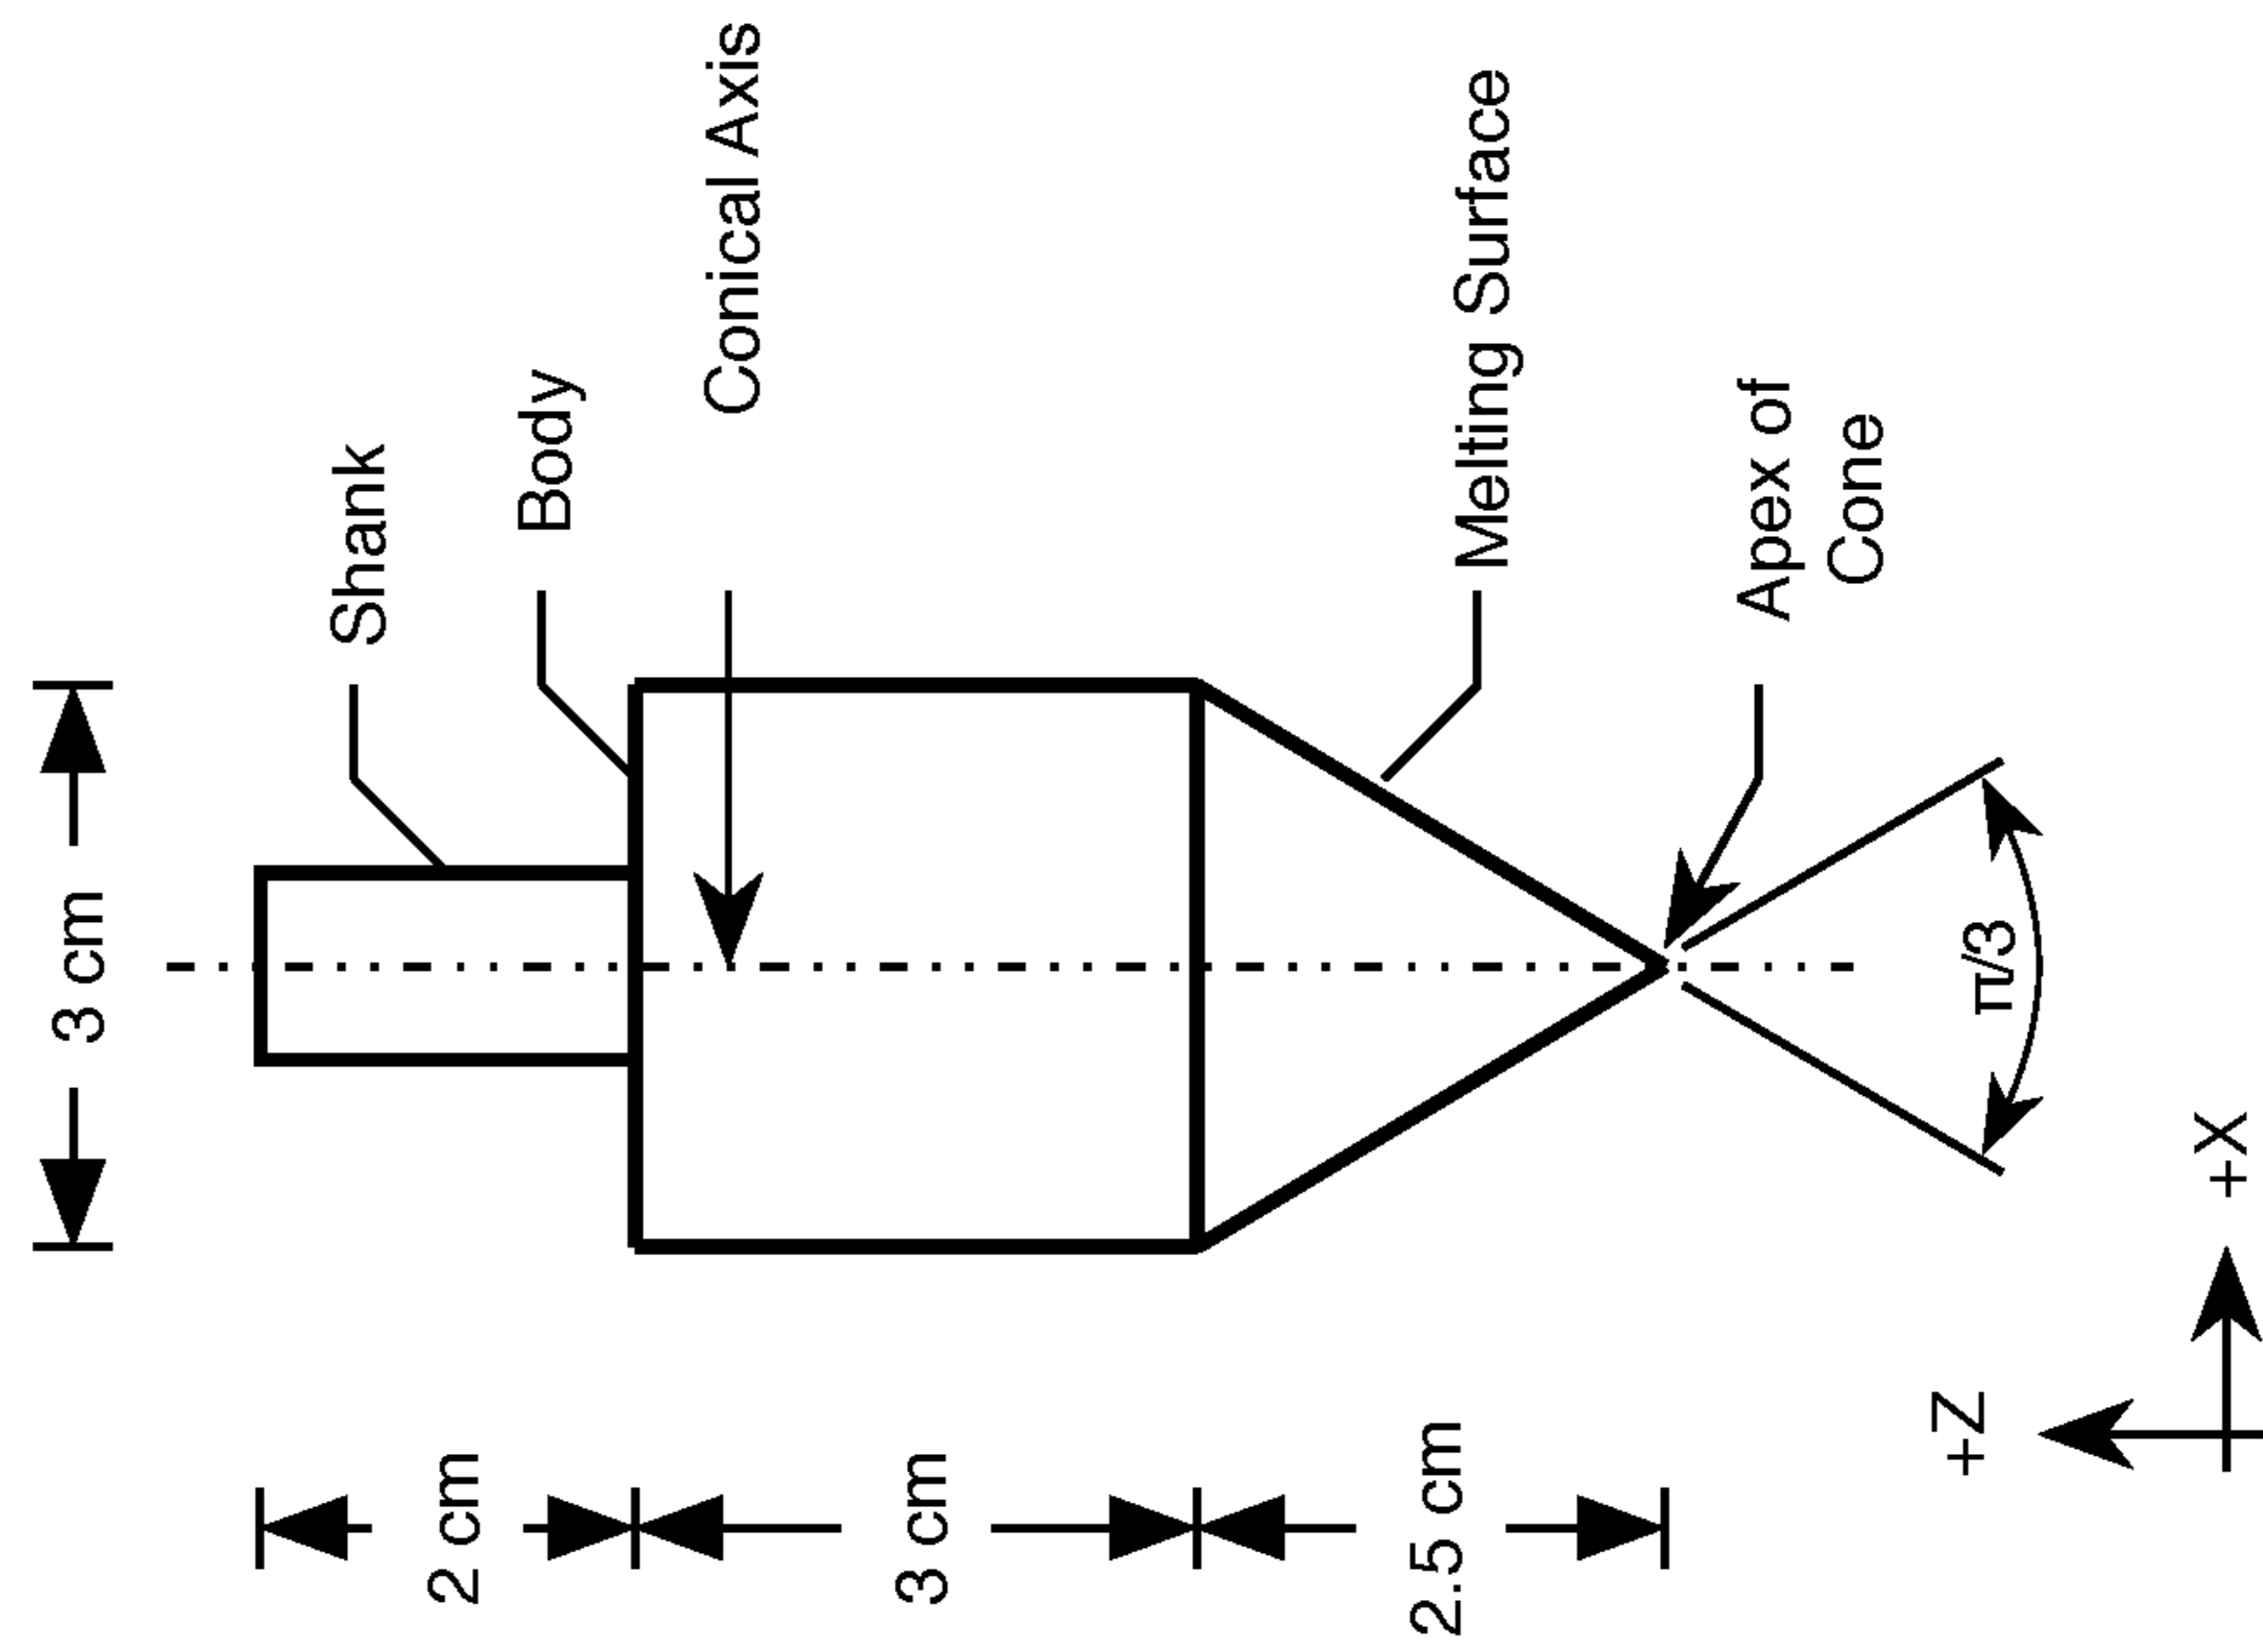 3 cm
Shank
Body
Conical Axis
Melting Surface
Apex of
Cone
π/3
2 cm
3 cm
2.5 cm
+Z
+X